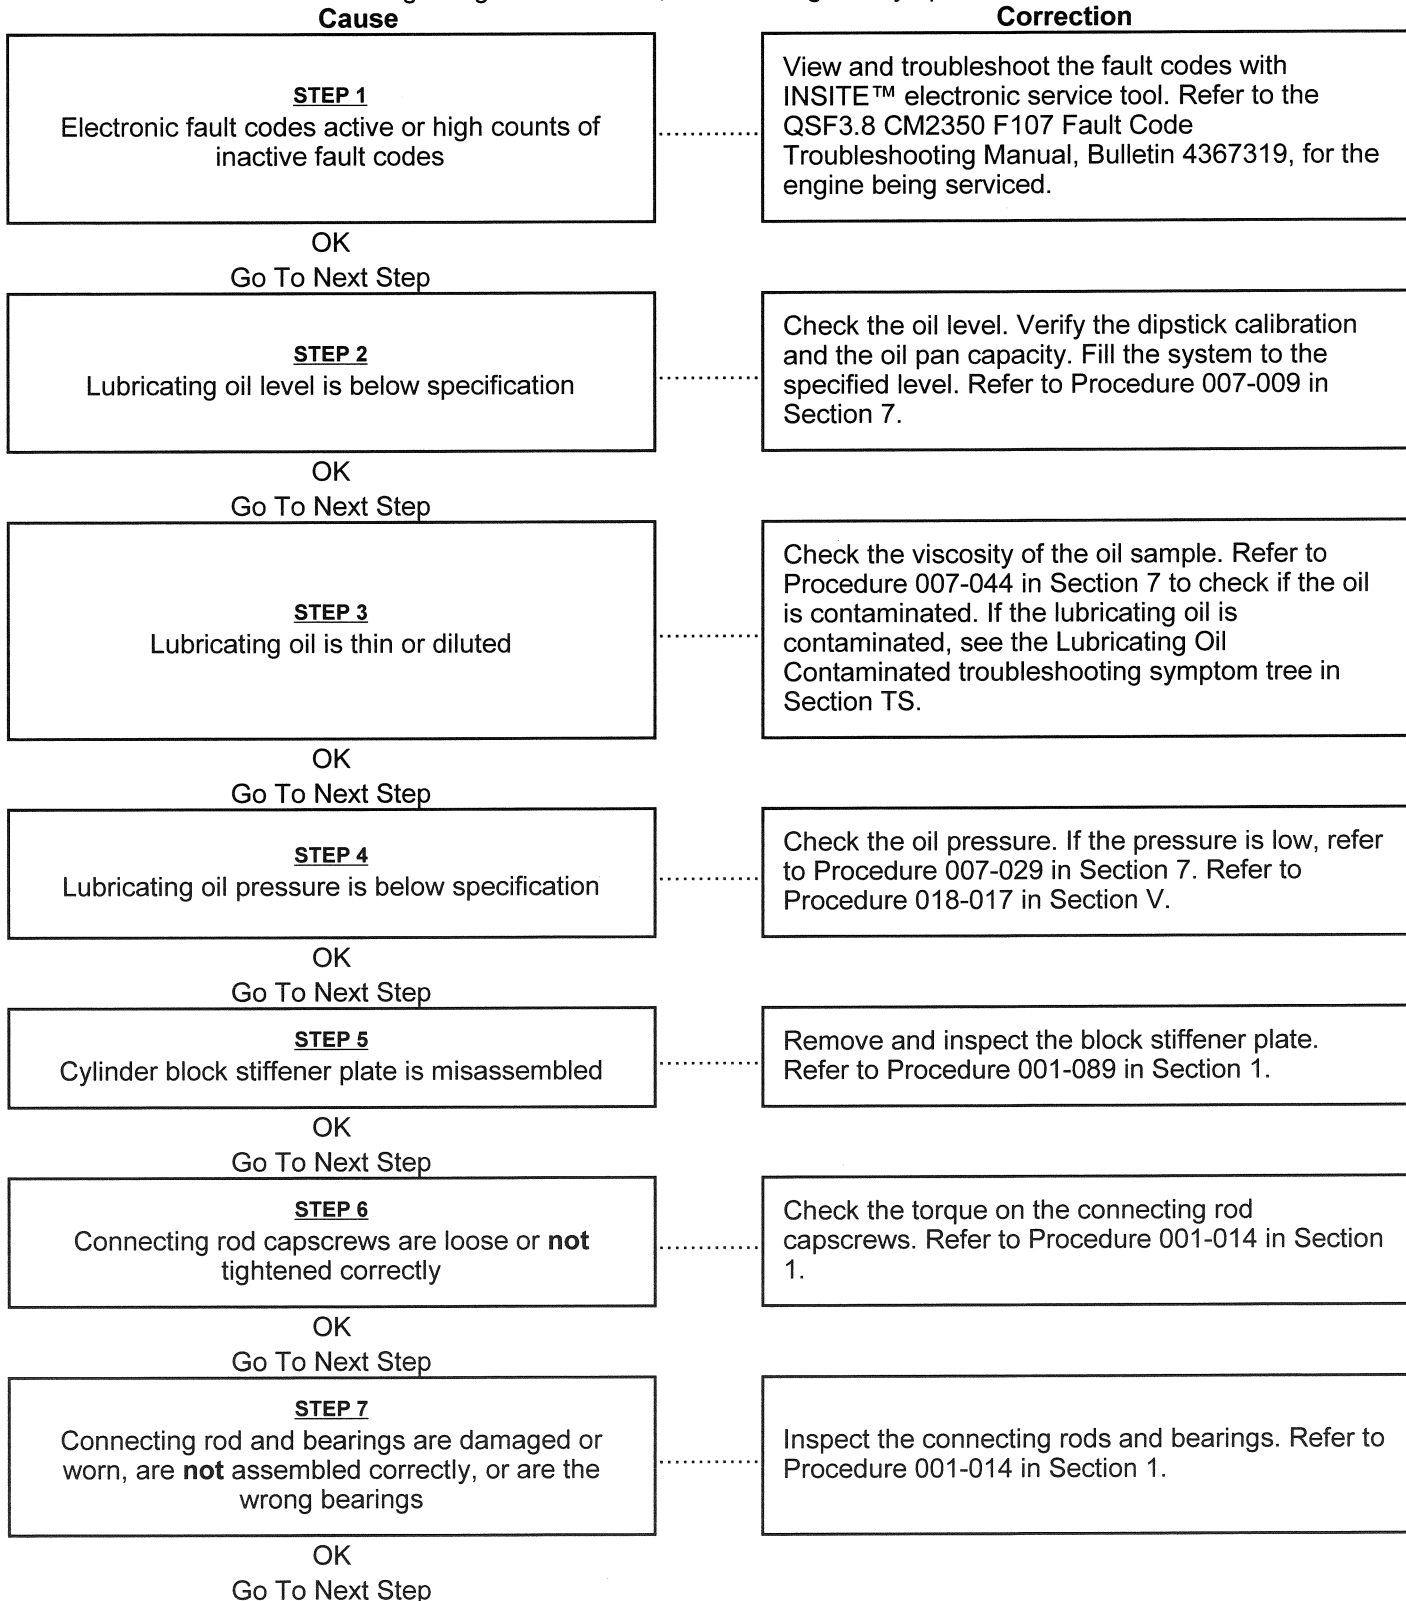 Cause
Correction
STEP 1
Electronic fault codes active or high counts of
inactive fault codes
View and troubleshoot the fault codes with
INSITE™ electronic service tool. Refer to the
QSF3.8 CM2350 F107 Fault Code
Troubleshooting Manual, Bulletin 4367319, for the
engine being serviced.
OK
Go To Next Step
STEP 2
Lubricating oil level is below specification
Check the oil level. Verify the dipstick calibration
and the oil pan capacity. Fill the system to the
specified level. Refer to Procedure 007-009 in
Section 7.
OK
Go To Next Step
STEP 3
Lubricating oil is thin or diluted
Check the viscosity of the oil sample. Refer to
Procedure 007-044 in Section 7 to check if the oil
is contaminated. If the lubricating oil is
contaminated, see the Lubricating Oil
Contaminated troubleshooting symptom tree in
Section TS.
OK
Go To Next Step
STEP 4
Lubricating oil pressure is below specification
Check the oil pressure. If the pressure is low, refer
to Procedure 007-029 in Section 7. Refer to
Procedure 018-017 in Section V.
OK
Go To Next Step
STEP 5
Cylinder block stiffener plate is misassembled
Remove and inspect the block stiffener plate.
Refer to Procedure 001-089 in Section 1.
OK
Go To Next Step
STEP 6
Connecting rod capscrews are loose or not
tightened correctly
Check the torque on the connecting rod
capscrews. Refer to Procedure 001-014 in Section
1.
OK
Go To Next Step
STEP 7
Connecting rod and bearings are damaged or
worn, are not assembled correctly, or are the
wrong bearings
Inspect the connecting rods and bearings. Refer to
Procedure 001-014 in Section 1.
OK
Go To Next Step